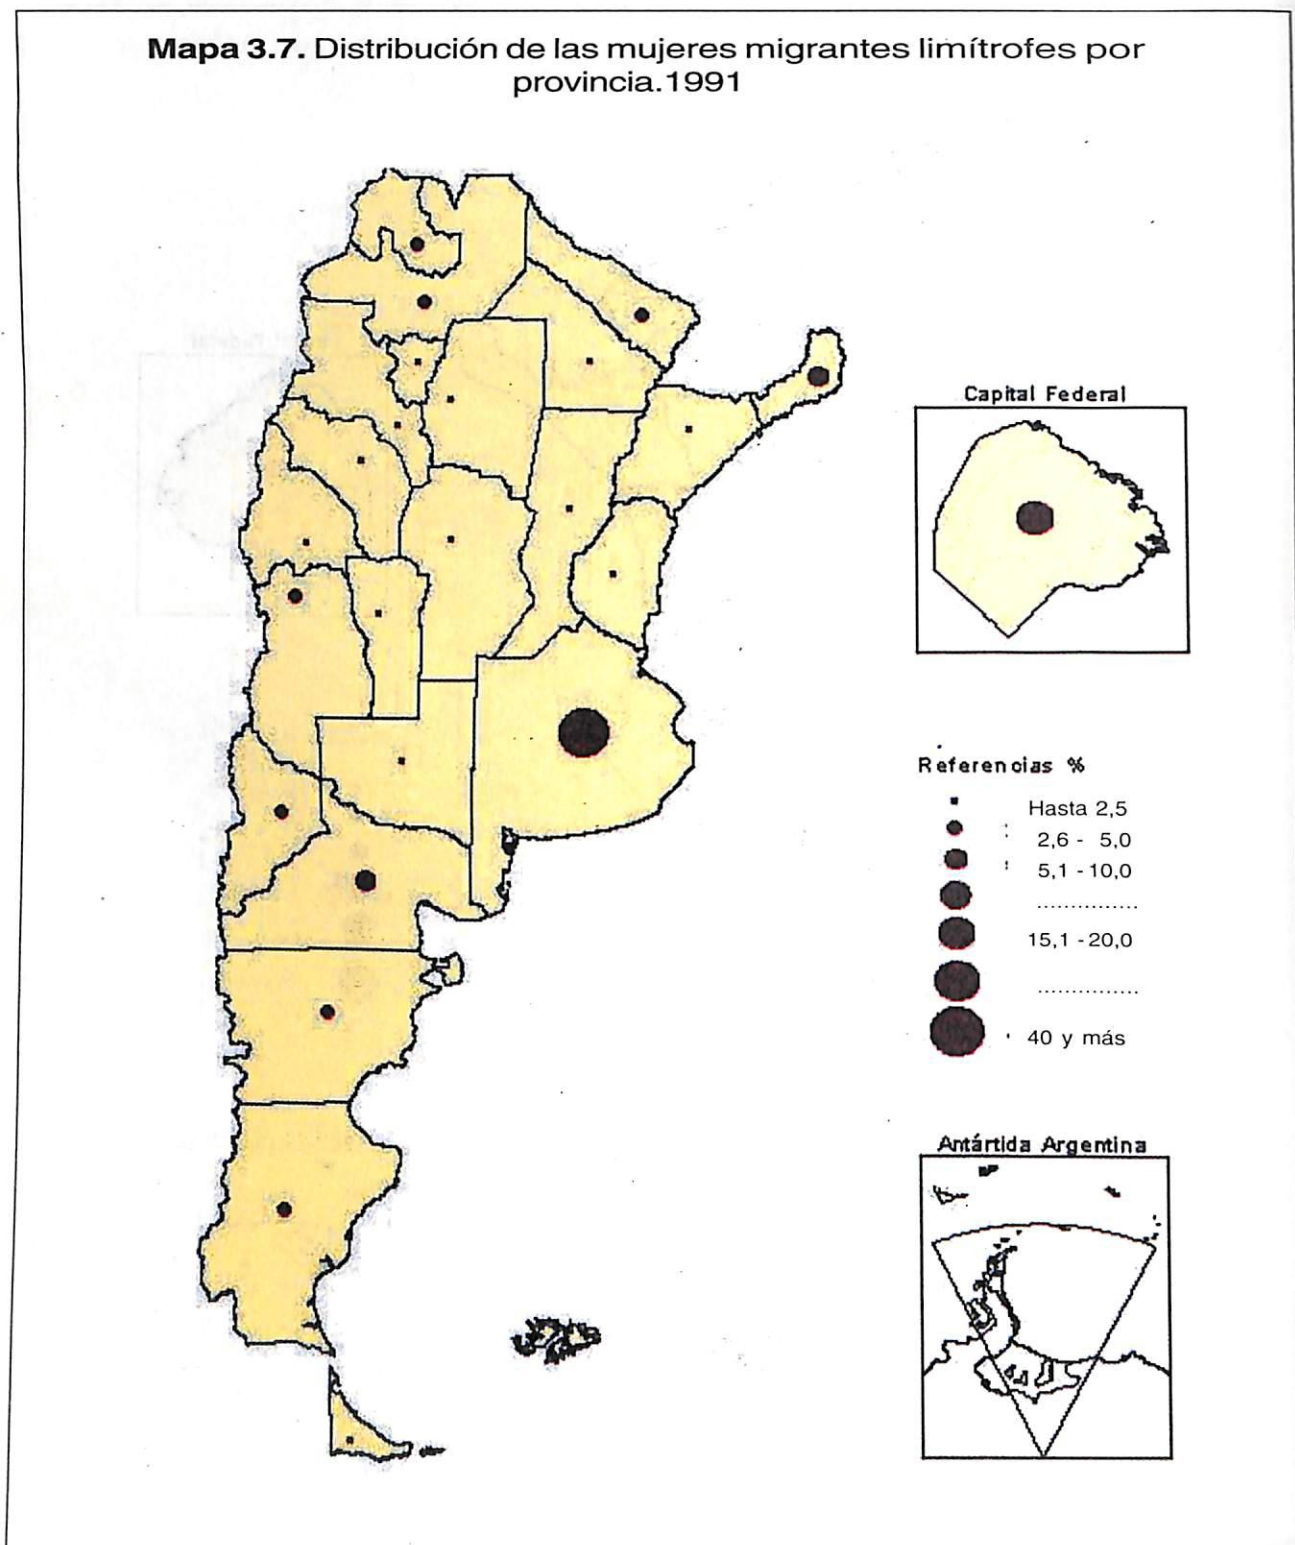 Mapa 3.7. Distribución de las mujeres migrantes limítrofes por
provincia.1991
Capital Federal
Referencias %
Hasta 2,5
2,6 - 5,0
5,1 - 10,0
...............
15,1 - 20,0
...............
40 y más
Antártida Argentina